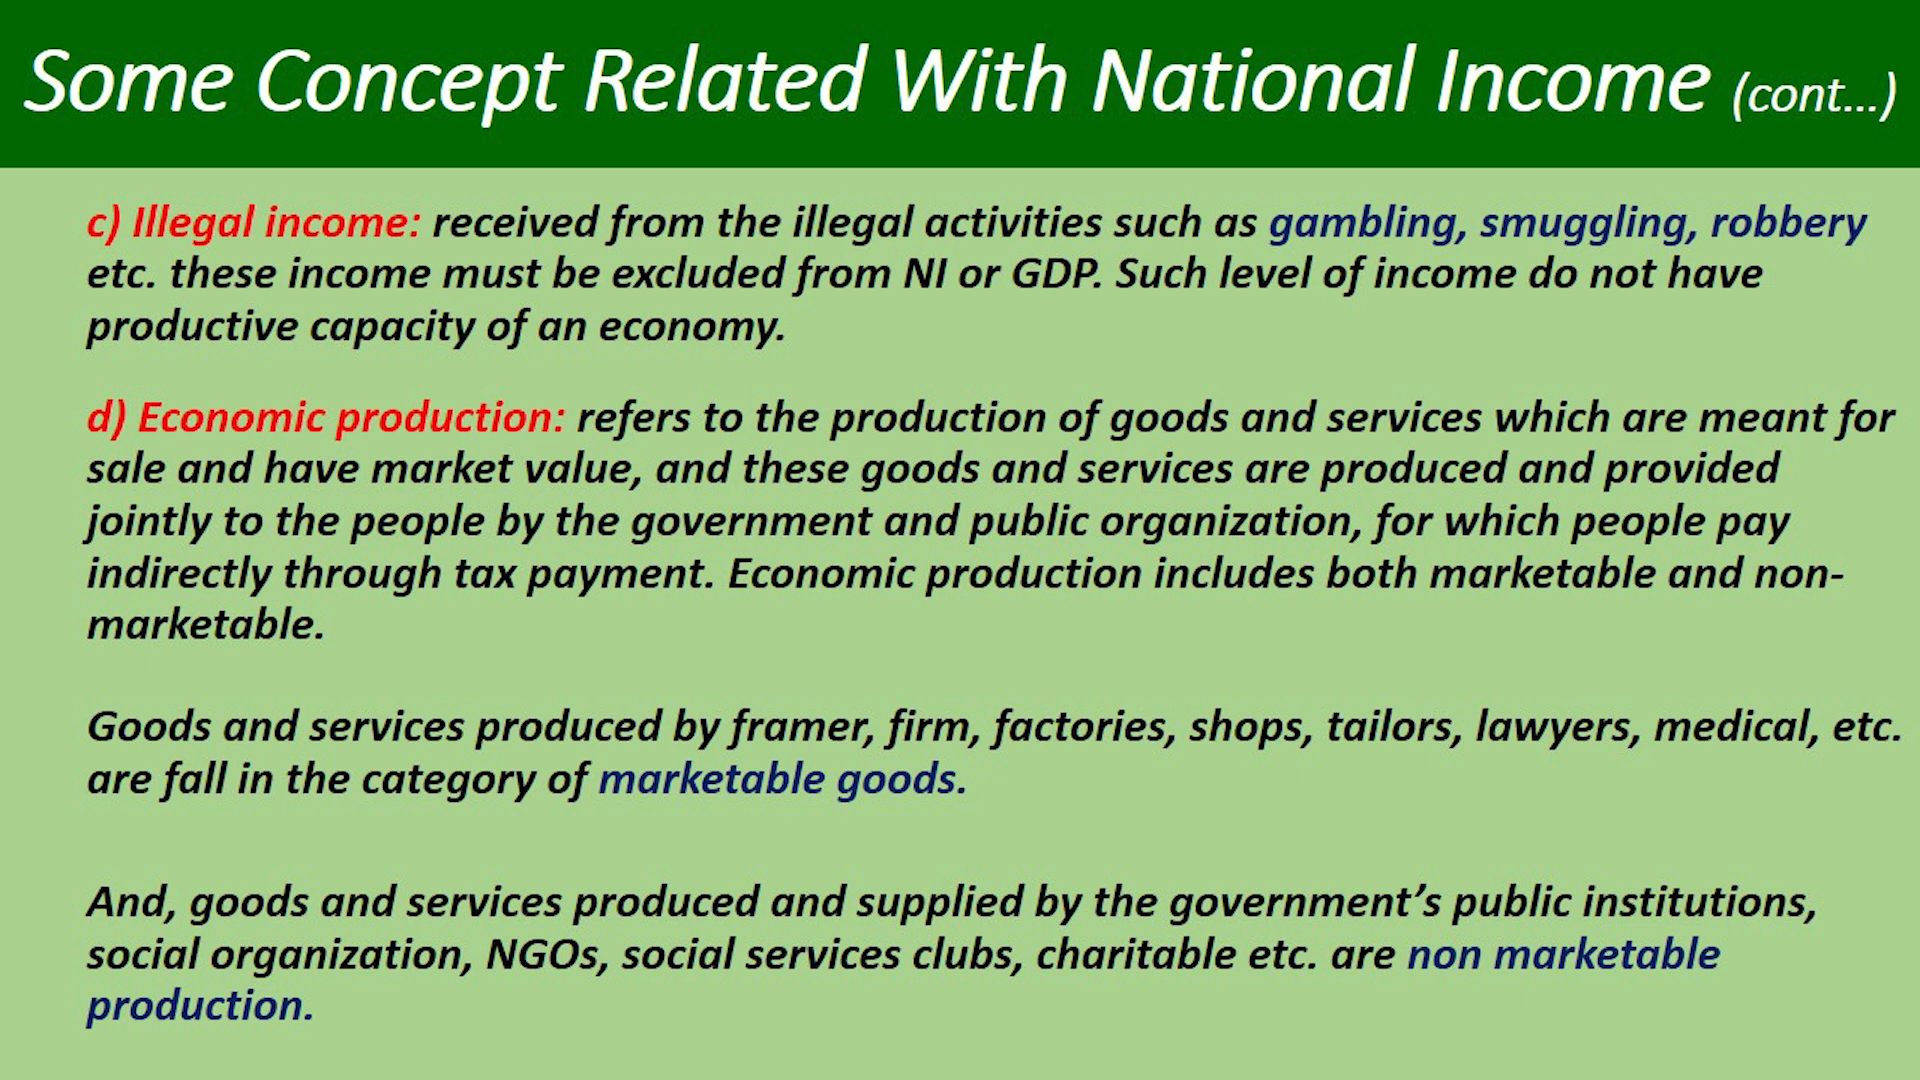 Some Concept Related With National Income (cont...)
c) Illegal income: received from the illegal activities such as gambling, smuggling, robbery
etc. these income must be excluded from NI or GDP. Such level of income do not have
productive capacity of an economy.
d) Economic production: refers to the production of goods and services which are meant for
sale and have market value, and these goods and services are produced and provided
jointly to the people by the government and public organization, for which people pay
indirectly through tax payment. Economic production includes both marketable and non-
marketable.
Goods and services produced by framer, firm, factories, shops, tailors, lawyers, medical, etc.
are fall in the category of marketable goods.
And, goods and services produced and supplied by the government’s public institutions,
social organization, NGOs, social services clubs, charitable etc. are non marketable
production.